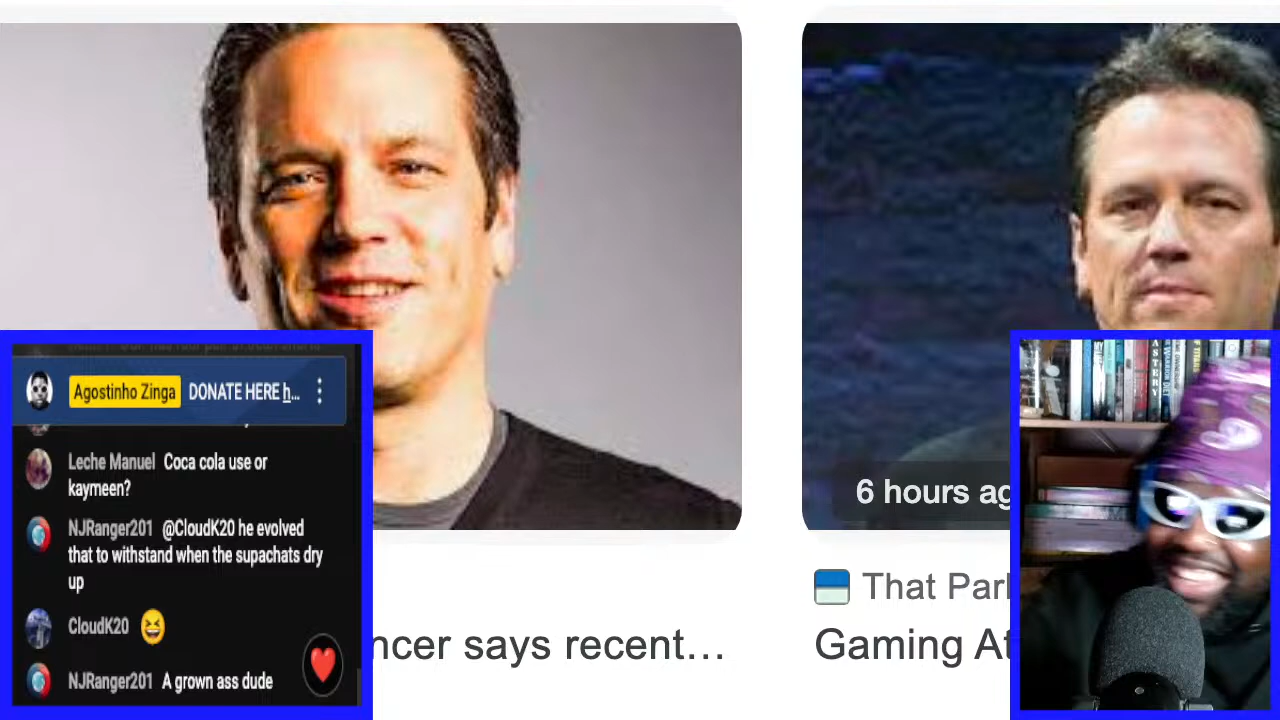 Agostinho Zinga DONATE HERE h...
Leche Manuel Coca cola use or
kaymeen?
NJRanger201 @CloudK20 he evolved
that to withstand when the supachats dry
up
CloudK20 😆
NJRanger201 A grown ass dude
ncer says recent...
6 hours ag
That Par
Gaming At